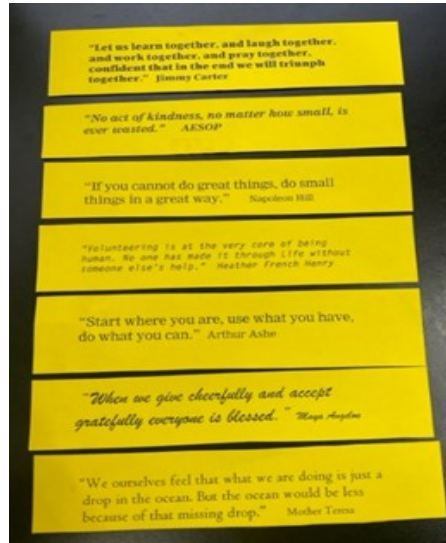 "Let us learn together, and laugh together,
and work together, and pray together,
confident that in the end we will triumph
together." Jimmy Carter
"No act of kindness, no matter how small, is
ever wasted." AESOP
"If you cannot do great things, do small
things in a great way." Napoleon Hill
"Volunteering is at the very core of being
human. No one has made it through life without
someone else's help." Heather French Henry
"Start where you are, use what you have,
do what you can." Arthur Ashe
"When we give cheerfully and accept
gratefully everyone is blessed." Maya Angelou
"We ourselves feel that what we are doing is just a
drop in the ocean. But the ocean would be less
because of that missing drop." Mother Teresa